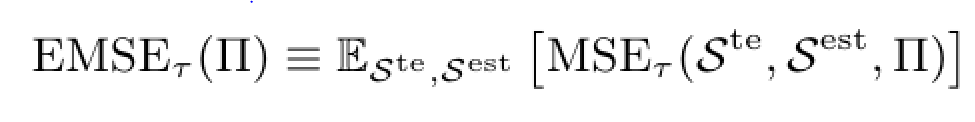 EMSE_τ(Π) ≡ 𝔼_{𝒮^te,𝒮^est} [MSE_τ(𝒮^te, 𝒮^est, Π)]